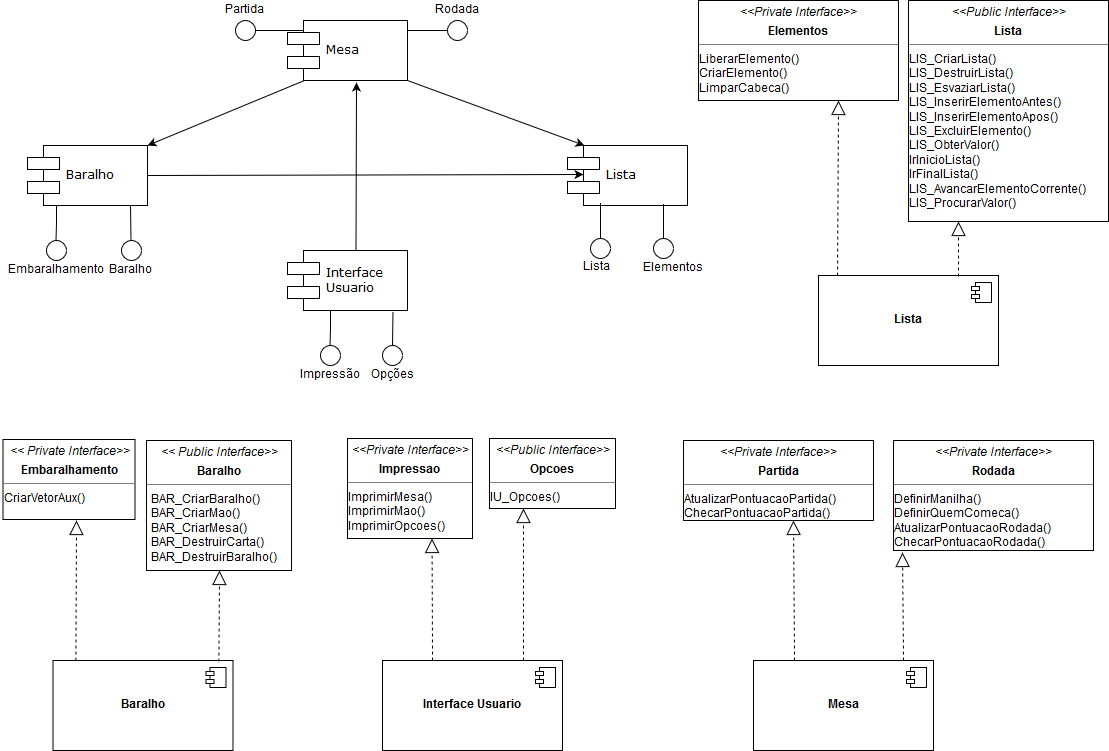 Partida
Rodada
Mesa
Baralho
Lista
Embaralhamento
Baralho
Interface
Usuario
Lista
Elementos
Impressão
Opções
<<Private Interface>>
Elementos
LiberarElemento()
CriarElemento()
LimparCabeca()
<<Public Interface>>
Lista
LIS_CriarLista()
LIS_DestruirLista()
LIS_EsvaziarLista()
LIS_InserirElementoAntes()
LIS_InserirElementoApos()
LIS_ExcluirElemento()
LIS_ObterValor()
IrInicioLista()
IrFinalLista()
LIS_AvancarElementoCorrente()
LIS_ProcurarValor()
Lista
<< Private Interface>>
Embaralhamento
CriarVetorAux()
<< Public Interface>>
Baralho
BAR_CriarBaralho()
BAR_CriarMao()
BAR_CriarMesa()
BAR_DestruirCarta()
BAR_DestruirBaralho()
Baralho
<<Private Interface>>
Impressao
ImprimirMesa()
ImprimirMao()
ImprimirOpcoes()
<<Public Interface>>
Opcoes
IU_Opcoes()
Interface Usuario
<<Private Interface>>
Partida
AtualizarPontuacaoPartida()
ChecarPontuacaoPartida()
<<Private Interface>>
Rodada
DefinirManilha()
DefinirQuemComeca()
AtualizarPontuacaoRodada()
ChecarPontuacaoRodada()
Mesa